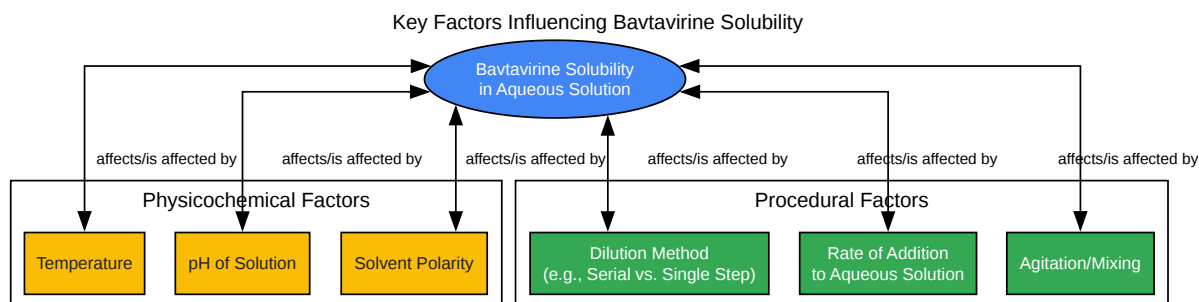 Key Factors Influencing Bavtavirine Solubility
Bavtavirine Solubility
in Aqueous Solution
affects/is affected by
affects/is affected by
affects/is affected by
affects/is affected by
affects/is affected by
affects/is affected by
Physicochemical Factors
Procedural Factors
Temperature
pH of Solution
Solvent Polarity
Dilution Method
(e.g., Serial vs. Single Step)
Rate of Addition
to Aqueous Solution
Agitation/Mixing